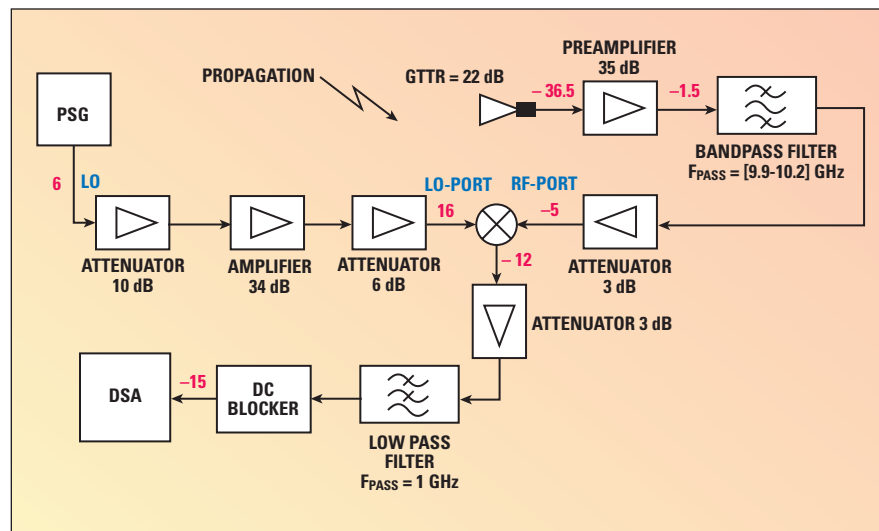 PREAMPLIFIER
35 dB
GTTR = 22 dB
PROPAGATION
– 36.5
–1.5
PSG
BANDPASS FILTER
FPASS = [9.9-10.2] GHz
6
LO
LO-PORT
RF-PORT
16
–5
ATTENUATOR
10 dB
AMPLIFIER
34 dB
ATTENUATOR
6 dB
ATTENUATOR
3 dB
– 12
ATTENUATOR 3 dB
DSA
–15
DC
BLOCKER
LOW PASS
FILTER
FPASS = 1 GHz